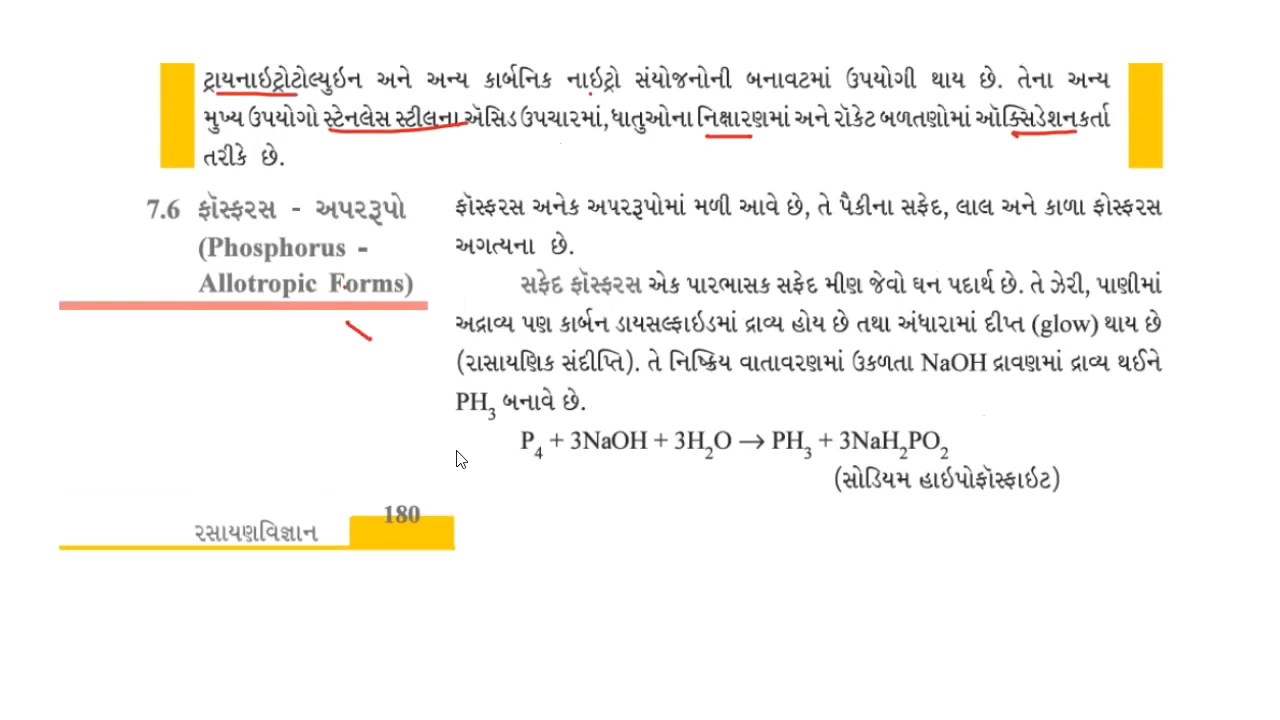 ટ્રાયનાઇટ્રોટોલ્યુઇન અને અન્ય કાર્બનિક નાઇટ્રો સંયોજનોની બનાવટમાં ઉપયોગી થાય છે. તેના અન્ય
મુખ્ય ઉપયોગો સ્ટેનલેસ સ્ટીલના ઍસિડ ઉપચારમાં, ધાતુઓના નિક્ષારણમાં અને રૉકેટ બળતણોમાં ઑક્સિડેશનકર્તા
તરીકે છે.
7.6 ફૉસ્ફરસ - અપરરૂપો
(Phosphorus -
Allotropic Forms)
ફૉસ્ફરસ અનેક અપરરૂપોમાં મળી આવે છે, તે પૈકીના સફેદ, લાલ અને કાળા ફોસ્ફરસ
અગત્યના છે.
સફેદ ફૉસ્ફરસ એક પારભાસક સફેદ મીણ જેવો ઘન પદાર્થ છે. તે ઝેરી, પાણીમાં
અદ્રાવ્ય પણ કાર્બન ડાયસલ્ફાઇડમાં દ્રાવ્ય હોય છે તથા અંધારામાં દીપ્ત (glow) થાય છે
(રાસાયણિક સંદીપ્તિ). તે નિષ્ક્રિય વાતાવરણમાં ઉકળતા NaOH દ્રાવણમાં દ્રાવ્ય થઈને
PH₃ બનાવે છે.
P₄ + 3NaOH + 3H₂O → PH₃ + 3NaH₂PO₂
(સોડિયમ હાઇપોફૉસ્ફાઇટ)
180
રસાયણવિજ્ઞાન